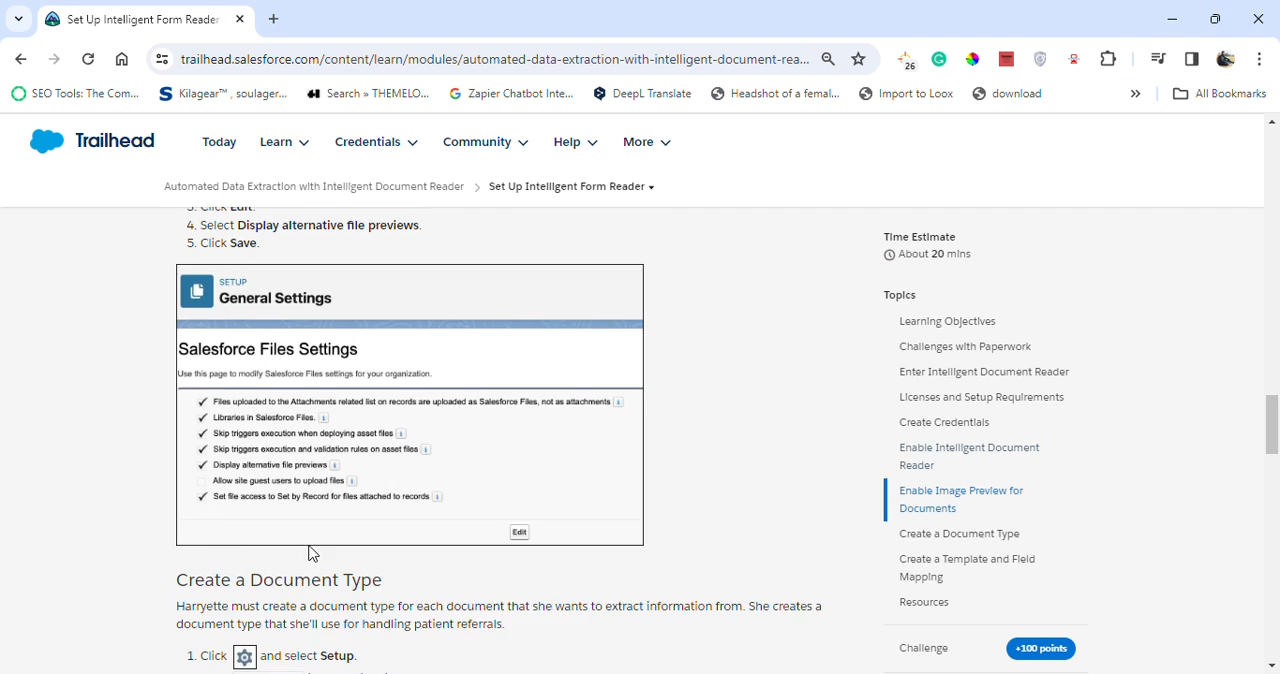 Set Up Intelligent Form Reader
trailhead.salesforce.com/content/learn/modules/automated-data-extraction-with-intelligent-document-rea...
26
SEO Tools: The Com...
Kilagear™ , soulager...
Search » THEMELO...
Zapier Chatbot Inte...
DeepL Translate
Headshot of a femal...
Import to Loox
download
All Bookmarks
Trailhead
Today
Learn
Credentials
Community
Help
More
Automated Data Extraction with Intelligent Document Reader
Set Up Intelligent Form Reader
3. Click Edit.
4. Select Display alternative file previews.
5. Click Save.
SETUP
General Settings
Salesforce Files Settings
Use this page to modify Salesforce Files settings for your organization.
Files uploaded to the Attachments related list on records are uploaded as Salesforce Files, not as attachments
Libraries in Salesforce Files.
Skip triggers execution when deploying asset files
Skip triggers execution and validation rules on asset files
Display alternative file previews
Allow site guest users to upload files
Set file access to Set by Record for files attached to records
Edit
Create a Document Type
Harryette must create a document type for each document that she wants to extract information from. She creates a
document type that she'll use for handling patient referrals.
1. Click and select Setup.
Time Estimate
About 20 mins
Topics
Learning Objectives
Challenges with Paperwork
Enter Intelligent Document Reader
Licenses and Setup Requirements
Create Credentials
Enable Intelligent Document
Reader
Enable Image Preview for
Documents
Create a Document Type
Create a Template and Field
Mapping
Resources
Challenge
+100 points